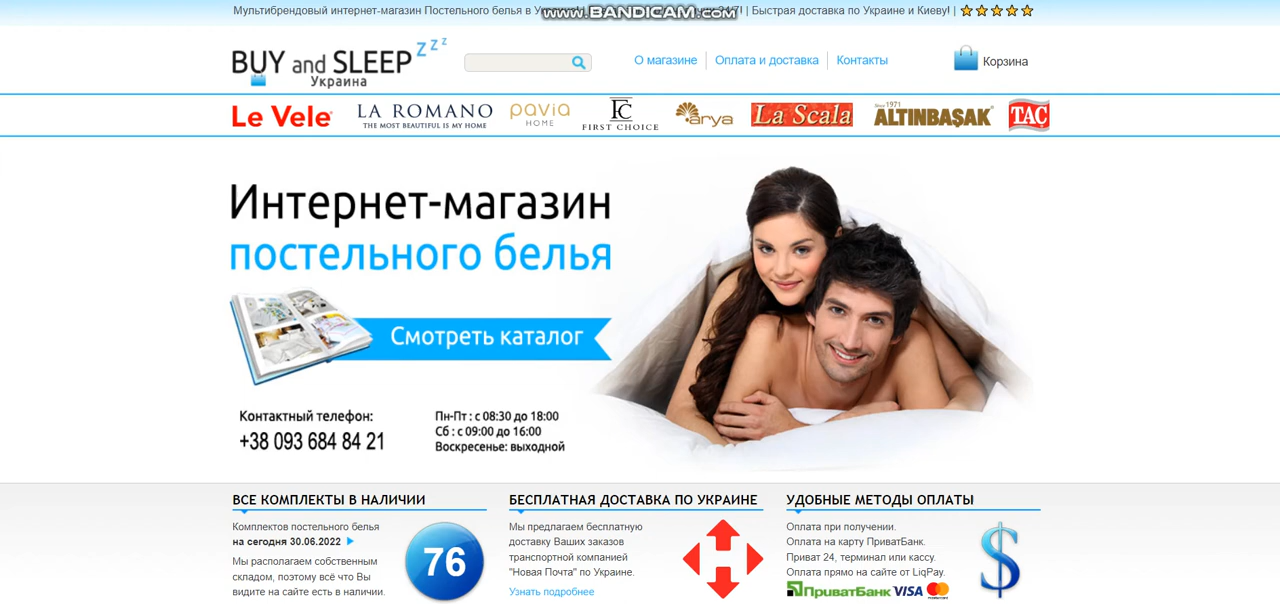 Мультибрендовый интернет-магазин Постельного белья в 24/7! | Быстрая доставка по Украине и Киеву! |
www.BANDICAM.com
BUY and SLEEP z z z
Украина
О магазине
Оплата и доставка
Контакты
Корзина
Le Vele
LA ROMANO
THE MOST BEAUTIFUL IS MY HOME
pavia
HOME
FC
FIRST CHOICE
arya
La Scala
Since 1971
ALTINBAŞAK
TAÇ
Интернет-магазин
постельного белья
Смотреть каталог
Контактный телефон:
+38 093 684 84 21
Пн-Пт : с 08:30 до 18:00
Сб : с 09:00 до 16:00
Воскресенье: выходной
ВСЕ КОМПЛЕКТЫ В НАЛИЧИИ
Комплектов постельного белья
на сегодня 30.06.2022
Мы располагаем собственным
складом, поэтому всё что Вы
видите на сайте есть в наличии.
76
БЕСПЛАТНАЯ ДОСТАВКА ПО УКРАИНЕ
Мы предлагаем бесплатную
доставку Ваших заказов
транспортной компанией
"Новая Почта" по Украине.
Узнать подробнее
УДОБНЫЕ МЕТОДЫ ОПЛАТЫ
Оплата при получении.
Оплата на карту ПриватБанк.
Приват 24, терминал или кассу.
Оплата прямо на сайте от LiqPay.
ПриватБанк VISA
$